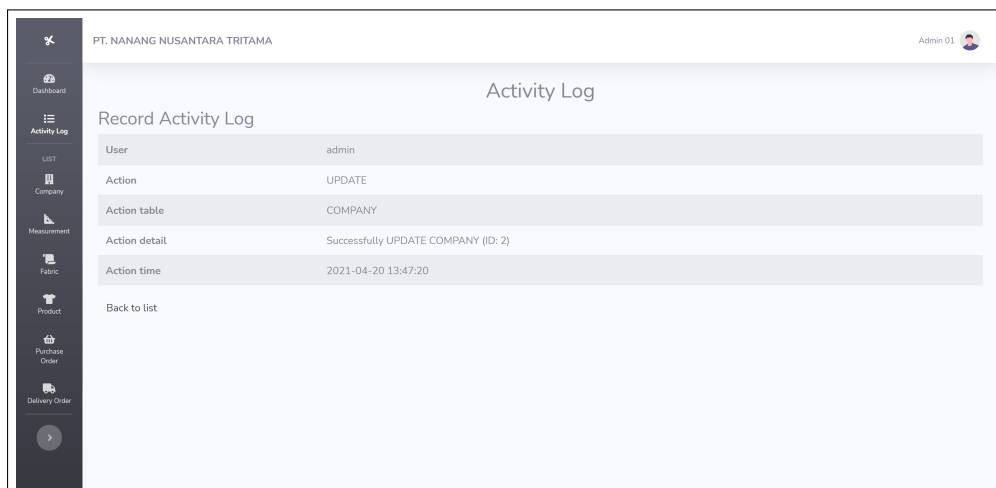 PT. NANANG NUSANTARA TRITAMA
Admin 01
Dashboard
Activity Log
LIST
Company
Measurement
Fabric
Product
Purchase
Order
Delivery Order
Activity Log
Record Activity Log
User admin
Action UPDATE
Action table COMPANY
Action detail Successfully UPDATE COMPANY (ID: 2)
Action time 2021-04-20 13:47:20
Back to list